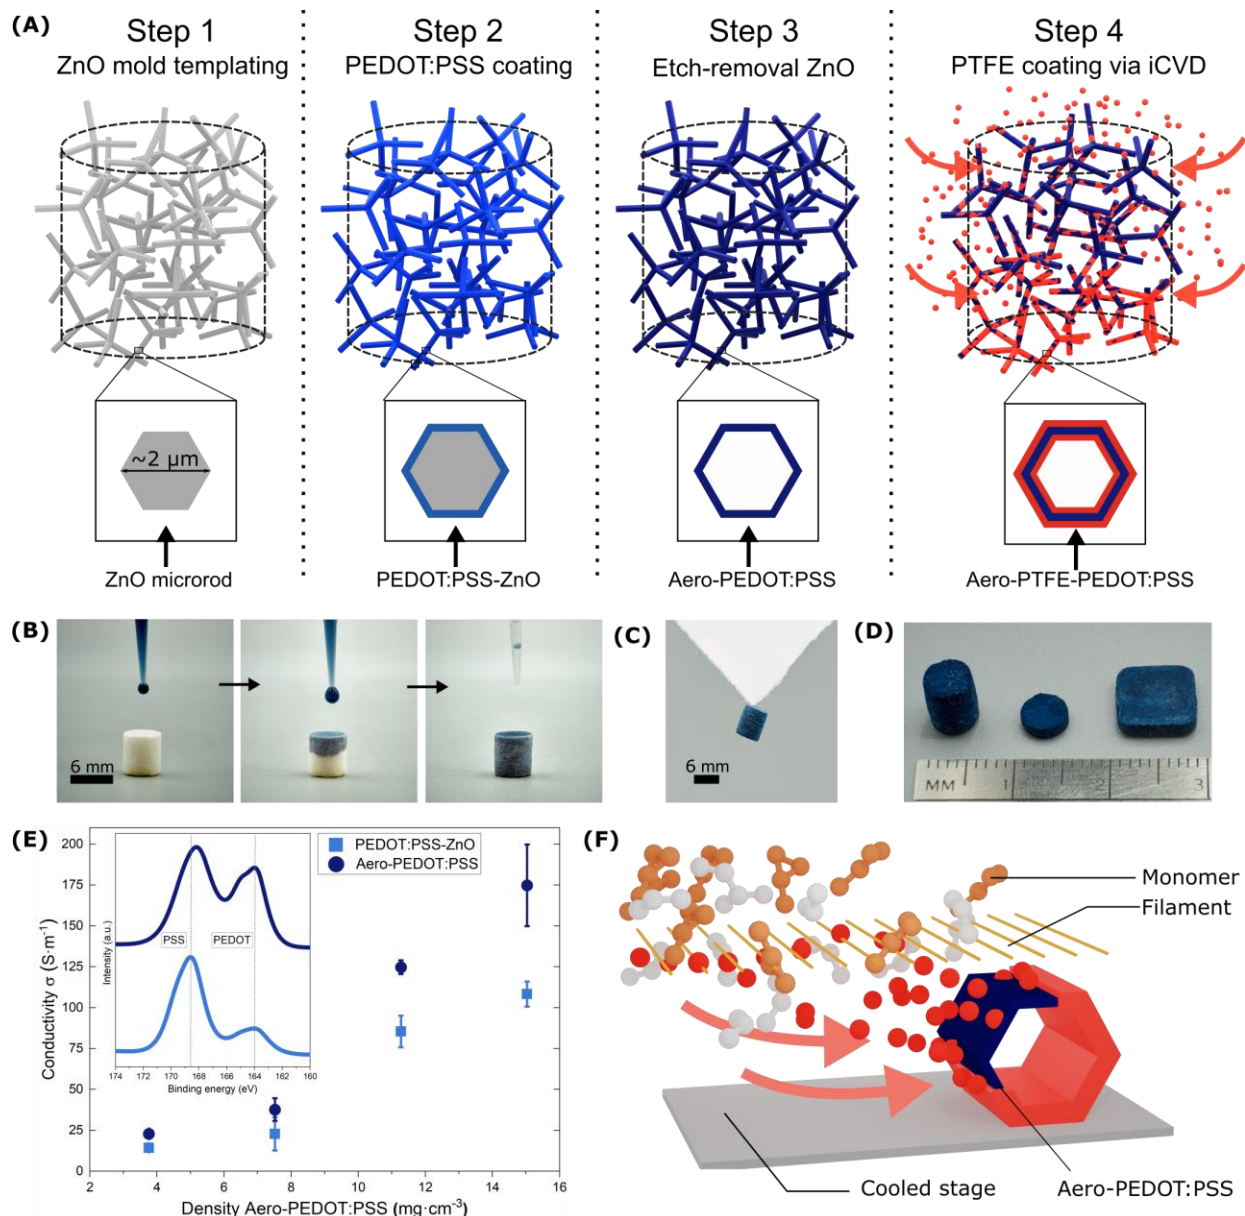 (A)
Step 1
ZnO mold templating
Step 2
PEDOT:PSS coating
Step 3
Etch-removal ZnO
Step 4
PTFE coating via iCVD
~2 µm
ZnO microrod
PEDOT:PSS-ZnO
Aero-PEDOT:PSS
Aero-PTFE-PEDOT:PSS
(B)
6 mm
(C)
6 mm
(D)
MM 1 2 3
(E)
PEDOT:PSS-ZnO
Aero-PEDOT:PSS
Conductivity σ (S·m⁻¹)
200
175
150
125
100
75
50
25
0
2 4 6 8 10 12 14 16
Density Aero-PEDOT:PSS (mg·cm⁻³)
Intensity (a.u.)
PSS
PEDOT
174 172 170 168 166 164 162 160
Binding energy (eV)
(F)
Monomer
Filament
Cooled stage
Aero-PEDOT:PSS